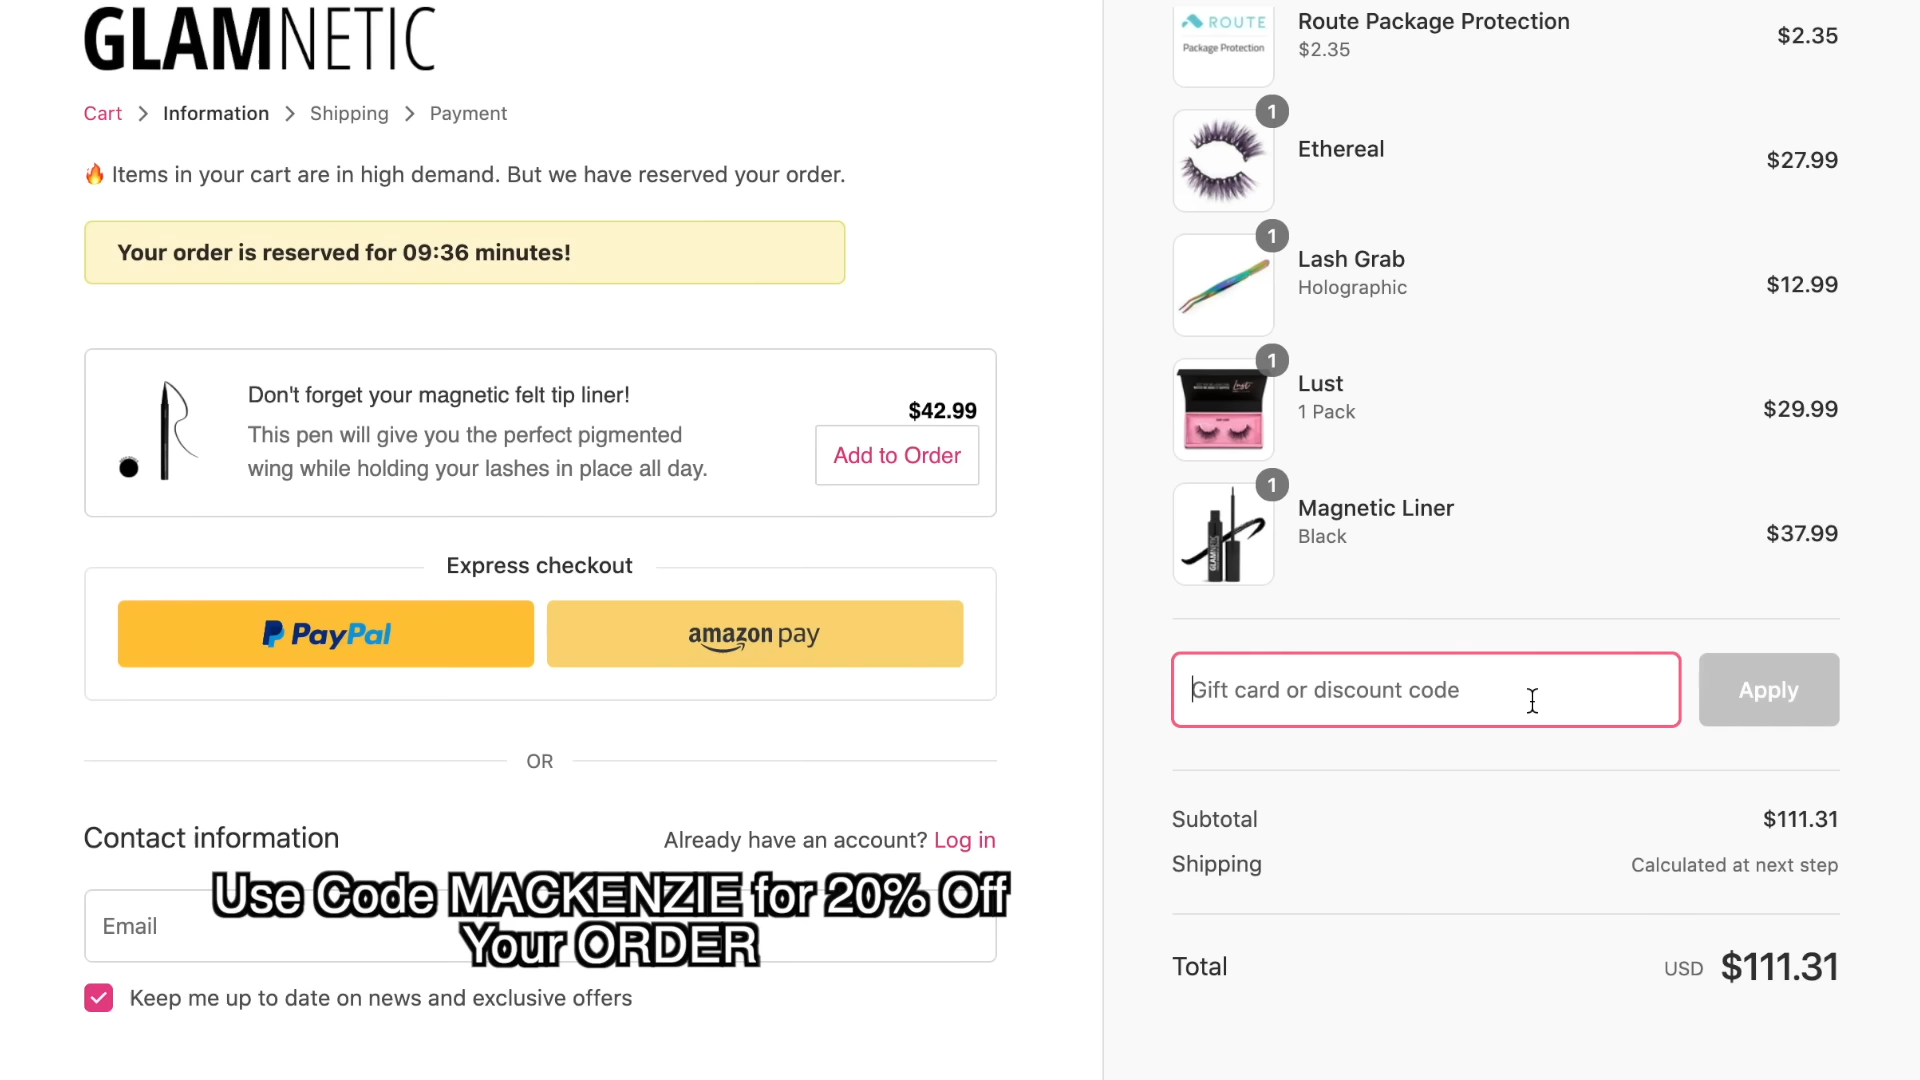 GLAMNETIC
Cart > Information > Shipping > Payment
🔥 Items in your cart are in high demand. But we have reserved your order.
Your order is reserved for 09:36 minutes!
Don't forget your magnetic felt tip liner!
This pen will give you the perfect pigmented
wing while holding your lashes in place all day.
$42.99
Add to Order
Express checkout
PayPal
amazon pay
OR
Contact information
Already have an account? Log in
Email
Use Code MACKENZIE for 20% Off
Your ORDER
Keep me up to date on news and exclusive offers
ROUTE
Package Protection
Route Package Protection
$2.35
$2.35
1
Ethereal
$27.99
1
Lash Grab
Holographic
$12.99
1
Lust
Lust
1 Pack
$29.99
1
GLAMNETIC
Magnetic Liner
Black
$37.99
Gift card or discount code
Apply
Subtotal $111.31
Shipping Calculated at next step
Total USD $111.31